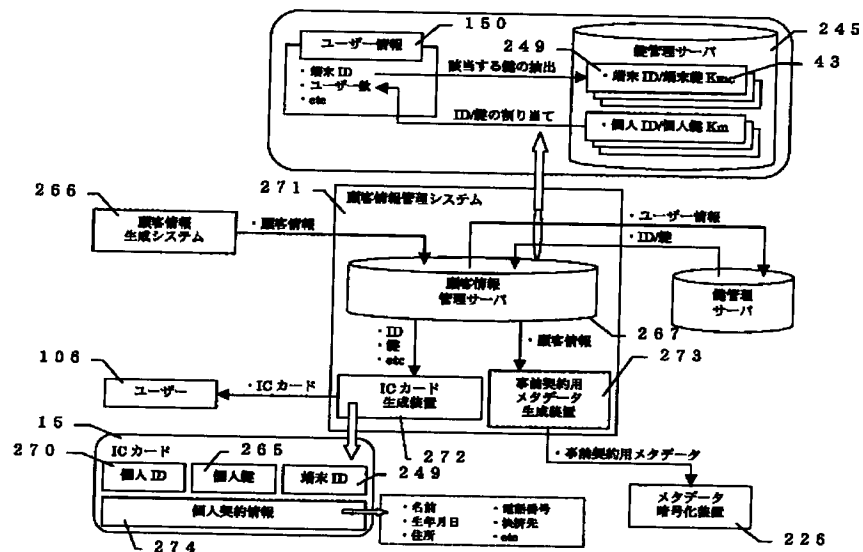 150
245
ユーザー情報
249
鍵管理サーバ
43
・端末ID
・ユーザー数
・etc
該当する鍵の抽出
・端末ID/端末鍵Kmc
ID/鍵の割り当て
・個人ID/個人鍵Km
266
271
顧客情報管理システム
顧客情報
生成システム
・顧客情報
・ユーザー情報
・ID/鍵
顧客情報
管理サーバ
鍵管理
サーバ
267
・ID
・鍵
・etc
・顧客情報
273
106
ユーザー
・ICカード
ICカード
生成装置
事前契約用
メタデータ
生成装置
15
270
ICカード
265
272
249
・事前契約用メタデータ
個人ID
個人鍵
端末ID
個人契約情報
・名前
・生年月日
・住所
・電話番号
・決済先
・etc
メタデータ
暗号化装置
274
226